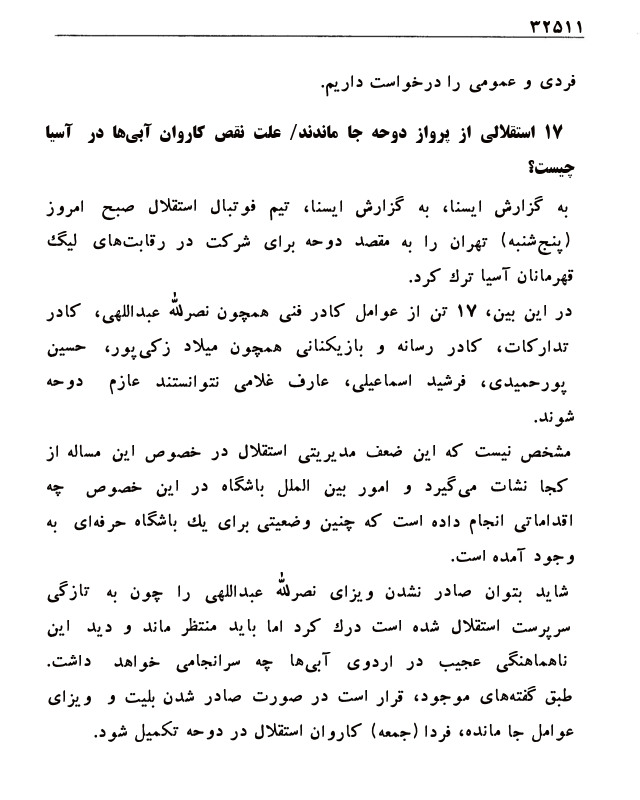 ۳۲۵۱۱
فردی و عمومی را درخواست داریم.
۱۷ استقلالی از پرواز دوحه جا ماندند/ علت نقص کاروان آبی‌ها در آسیا
چیست؟
به گزارش ایسنا، به گزارش ایسنا، تیم فوتبال استقلال صبح امروز
(پنج‌شنبه) تهران را به مقصد دوحه برای شرکت در رقابت‌های لیگ
قهرمانان آسیا ترک کرد.
در این بین، ۱۷ تن از عوامل کادر فنی همچون نصرالله عبداللهی، کادر
تدارکات، کادر رسانه و بازیکنانی همچون میلاد زکی‌پور، حسین
پورحمیدی، فرشید اسماعیلی، عارف غلامی نتوانستند عازم دوحه
شوند.
مشخص نیست که این ضعف مدیریتی استقلال در خصوص این مساله از
کجا نشات می‌گیرد و امور بین الملل باشگاه در این خصوص چه
اقداماتی انجام داده است که چنین وضعیتی برای یک باشگاه حرفه‌ای به
وجود آمده است.
شاید بتوان صادر نشدن ویزای نصرالله عبداللهی را چون به تازگی
سرپرست استقلال شده است درک کرد اما باید منتظر ماند و دید این
ناهماهنگی عجیب در اردوی آبی‌ها چه سرانجامی خواهد داشت.
طبق گفته‌های موجود، قرار است در صورت صادر شدن بلیت و ویزای
عوامل جا مانده، فردا (جمعه) کاروان استقلال در دوحه تکمیل شود.